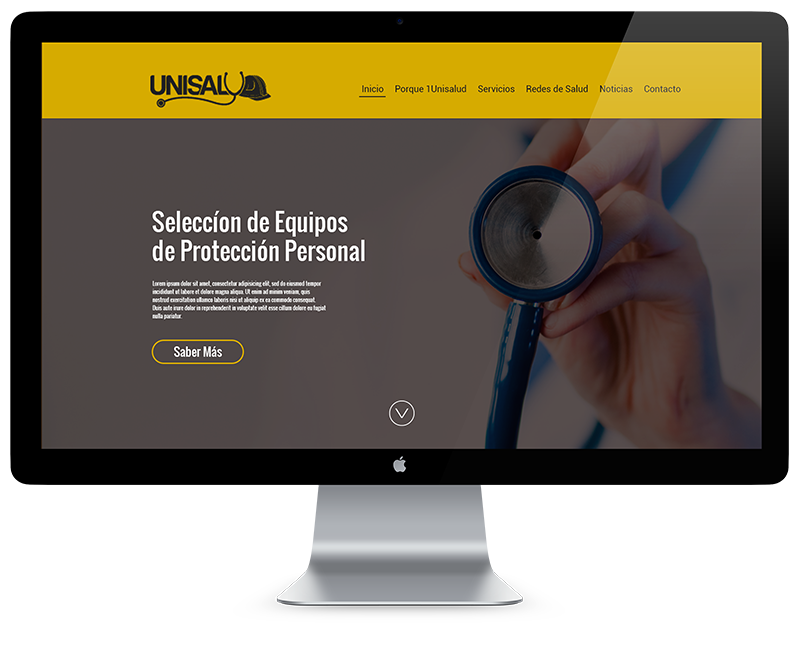 UNISALUD
Inicio Porque 1Unisalud Servicios Redes de Salud Noticias Contacto
Seleccíon de Equipos
de Protección Personal
Lorem ipsum dolor sit amet, consectetur adipisicing elit, sed do eiusmod tempor
incididunt ut labore et dolore magna aliqua. Ut enim ad minim veniam, quis
nostrud exercitation ullamco laboris nisi ut aliquip ex ea commodo consequat.
Duis aute irure dolor in reprehenderit in voluptate velit esse cillum dolore eu fugiat
nulla pariatur.
Saber Más